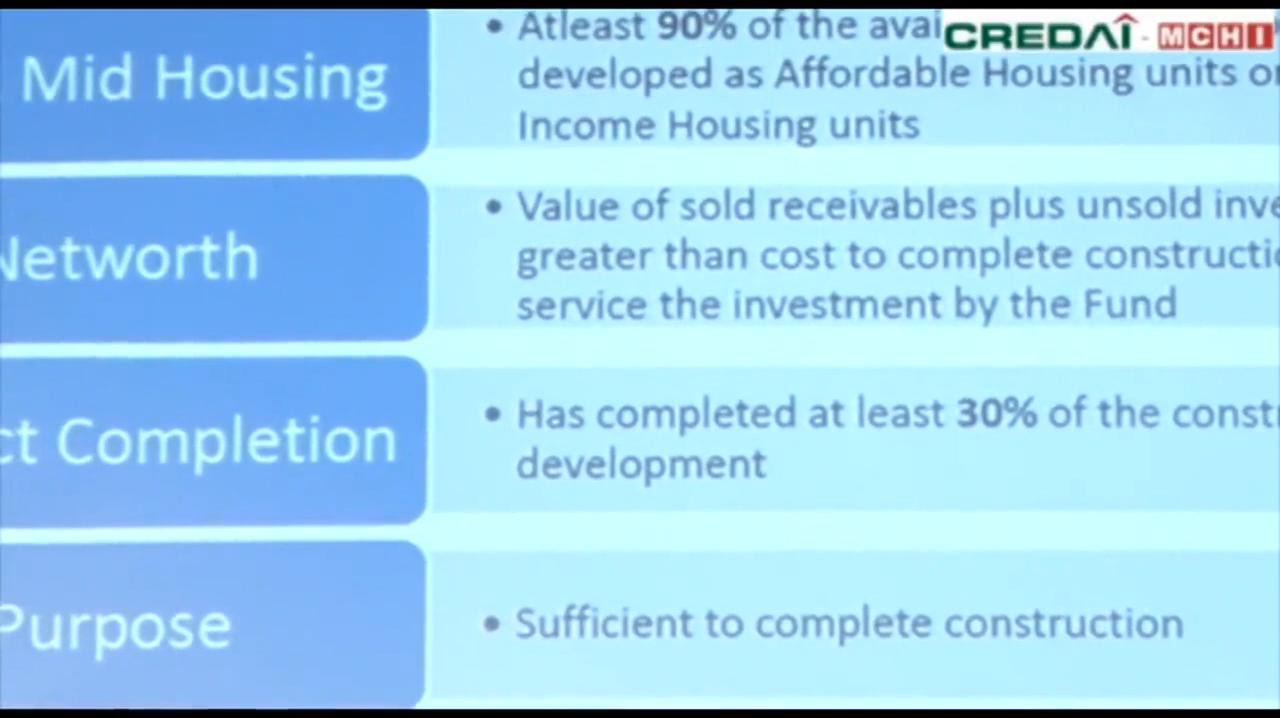 Mid Housing
• Atleast 90% of the avai
developed as Affordable Housing units or
Income Housing units
CREDAI - MCHI
Networth
• Value of sold receivables plus unsold inve
greater than cost to complete constructi
service the investment by the Fund
ct Completion
• Has completed at least 30% of the const
development
Purpose
• Sufficient to complete construction